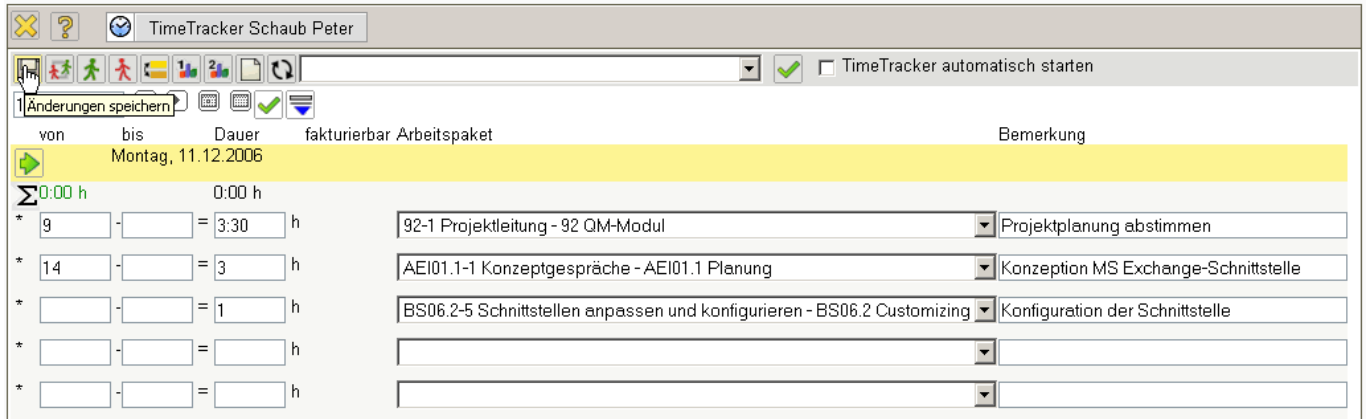 TimeTracker Schaub Peter
TimeTracker automatisch starten
1 Änderungen speichern
von bis Dauer fakturierbar Arbeitspaket Bemerkung
Montag, 11.12.2006
Σ 0:00 h 0:00 h
* 9 - = 3:30 h 92-1 Projektleitung - 92 QM-Modul Projektplanung abstimmen
* 14 - = 3 h AEI01.1-1 Konzeptgespräche - AEI01.1 Planung Konzeption MS Exchange-Schnittstelle
* - = 1 h BS06.2-5 Schnittstellen anpassen und konfigurieren - BS06.2 Customizing Konfiguration der Schnittstelle
* - = h
* - = h